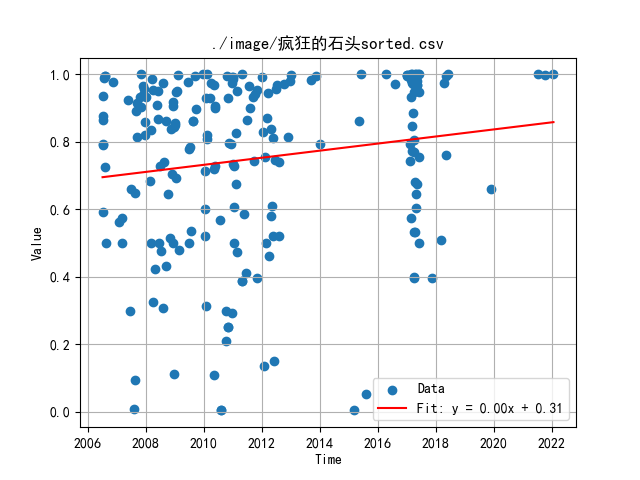 ./image/疯狂的石头sorted.csv
1.0
0.8
0.6
0.4
0.2
0.0
Value
2006 2008 2010 2012 2014 2016 2018 2020 2022
Time
Data
Fit: y = 0.00x + 0.31